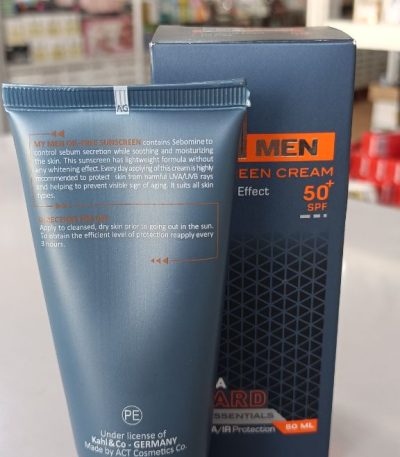 AG
MY MEN OIL-FREE SUNSCREEN contains Sebomine to
control sebum secretion while soothing and moisturizing
the skin. This sunscreen has lightweight formula without
any whitening effect. Every day applying of this cream is highly
recommended to protect skin from harmful UVA/UVB rays
and helping to prevent visible sign of aging. It suits all skin
types.
DIRECTION FOR USE
Apply to cleansed, dry skin prior to going out in the sun.
To obtain the efficient level of protection reapply every
3 hours.
PE
Under license of
Kahl&Co - GERMANY
Made by ACT Cosmetics Co.
MEN
EEN CREAM
Effect
50+
SPF
A
ARD
ESSENTIALS
A/IR Protection
50 ML